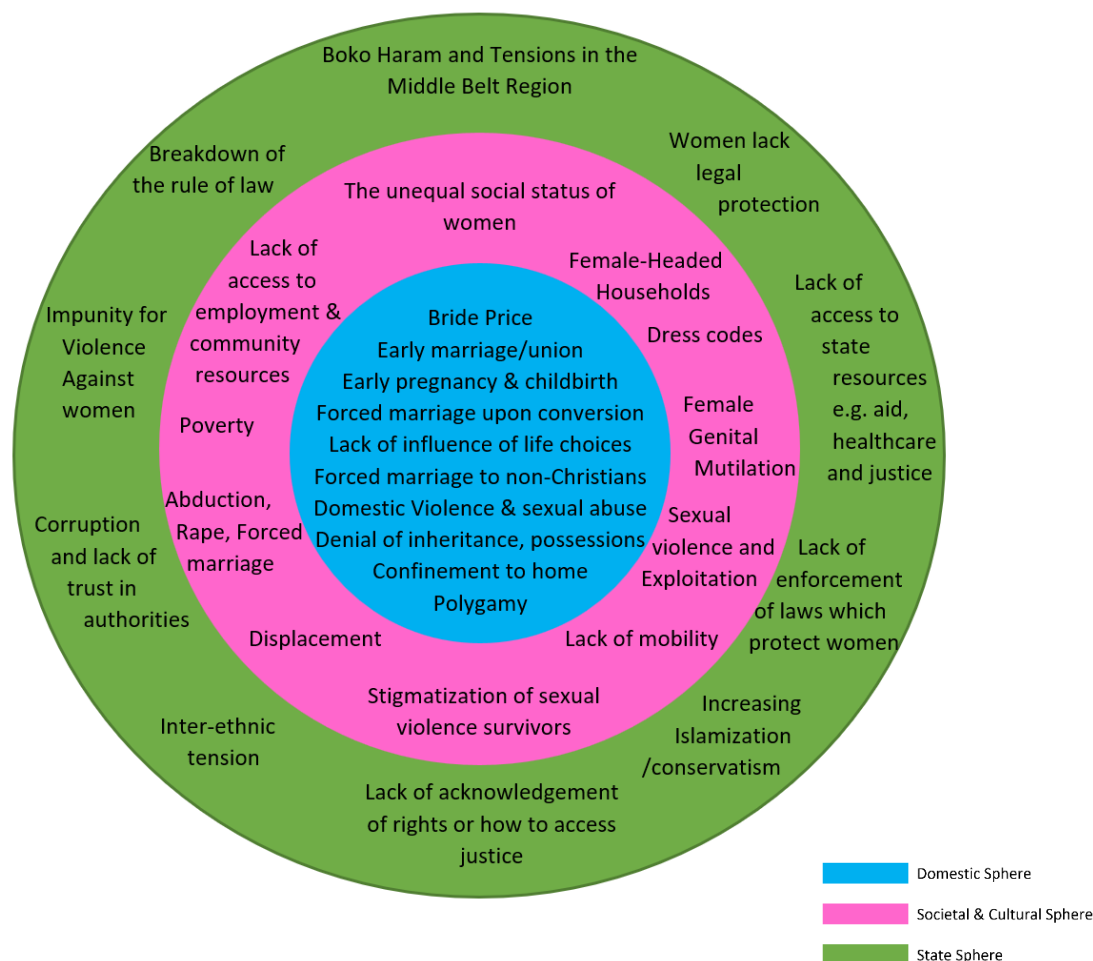 Boko Haram and Tensions in the
Middle Belt Region
Breakdown of
the rule of law
Women lack
legal
protection
Impunity for
Violence
Against
women
Lack of
access to
state
resources
e.g. aid,
healthcare
and justice
Corruption
and lack of
trust in
authorities
Lack of
enforcement
of laws which
protect women
Inter-ethnic
tension
Increasing
Islamization
/conservatism
Lack of acknowledgement
of rights or how to access
justice
The unequal social status of
women
Lack of
access to
employment &
community
resources
Female-Headed
Households
Dress codes
Poverty
Female
Genital
Mutilation
Abduction,
Rape, Forced
marriage
Sexual
violence and
Exploitation
Displacement
Lack of mobility
Stigmatization of sexual
violence survivors
Bride Price
Early marriage/union
Early pregnancy & childbirth
Forced marriage upon conversion
Lack of influence of life choices
Forced marriage to non-Christians
Domestic Violence & sexual abuse
Denial of inheritance, possessions
Confinement to home
Polygamy
Domestic Sphere
Societal & Cultural Sphere
State Sphere